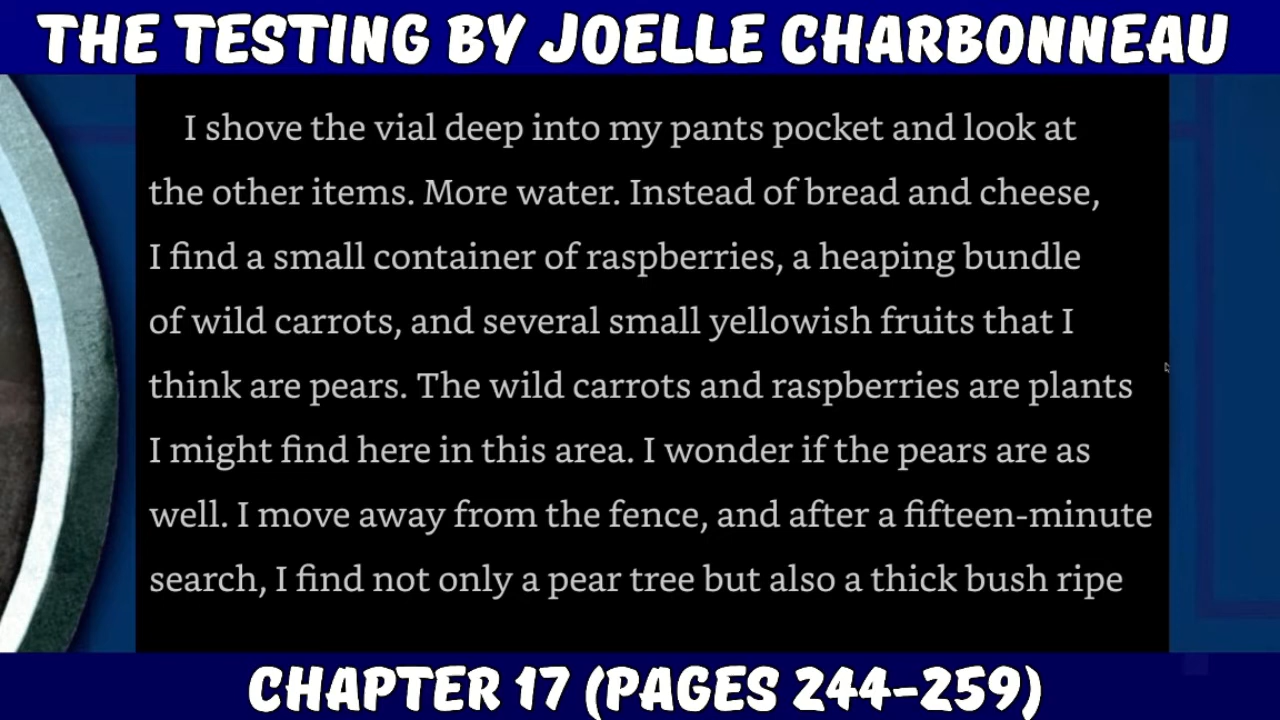 THE TESTING BY JOELLE CHARBONNEAU
I shove the vial deep into my pants pocket and look at
the other items. More water. Instead of bread and cheese,
I find a small container of raspberries, a heaping bundle
of wild carrots, and several small yellowish fruits that I
think are pears. The wild carrots and raspberries are plants
I might find here in this area. I wonder if the pears are as
well. I move away from the fence, and after a fifteen-minute
search, I find not only a pear tree but also a thick bush ripe
CHAPTER 17 (PAGES 244-259)